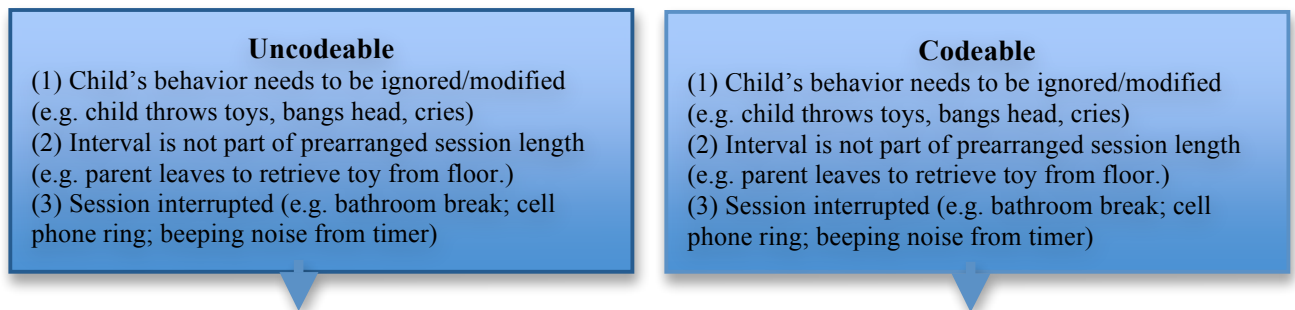 Uncodeable
(1) Child’s behavior needs to be ignored/modified
(e.g. child throws toys, bangs head, cries)
(2) Interval is not part of prearranged session length
(e.g. parent leaves to retrieve toy from floor.)
(3) Session interrupted (e.g. bathroom break; cell
phone ring; beeping noise from timer)
Codeable
(1) Child’s behavior needs to be ignored/modified
(e.g. child throws toys, bangs head, cries)
(2) Interval is not part of prearranged session length
(e.g. parent leaves to retrieve toy from floor.)
(3) Session interrupted (e.g. bathroom break; cell
phone ring; beeping noise from timer)